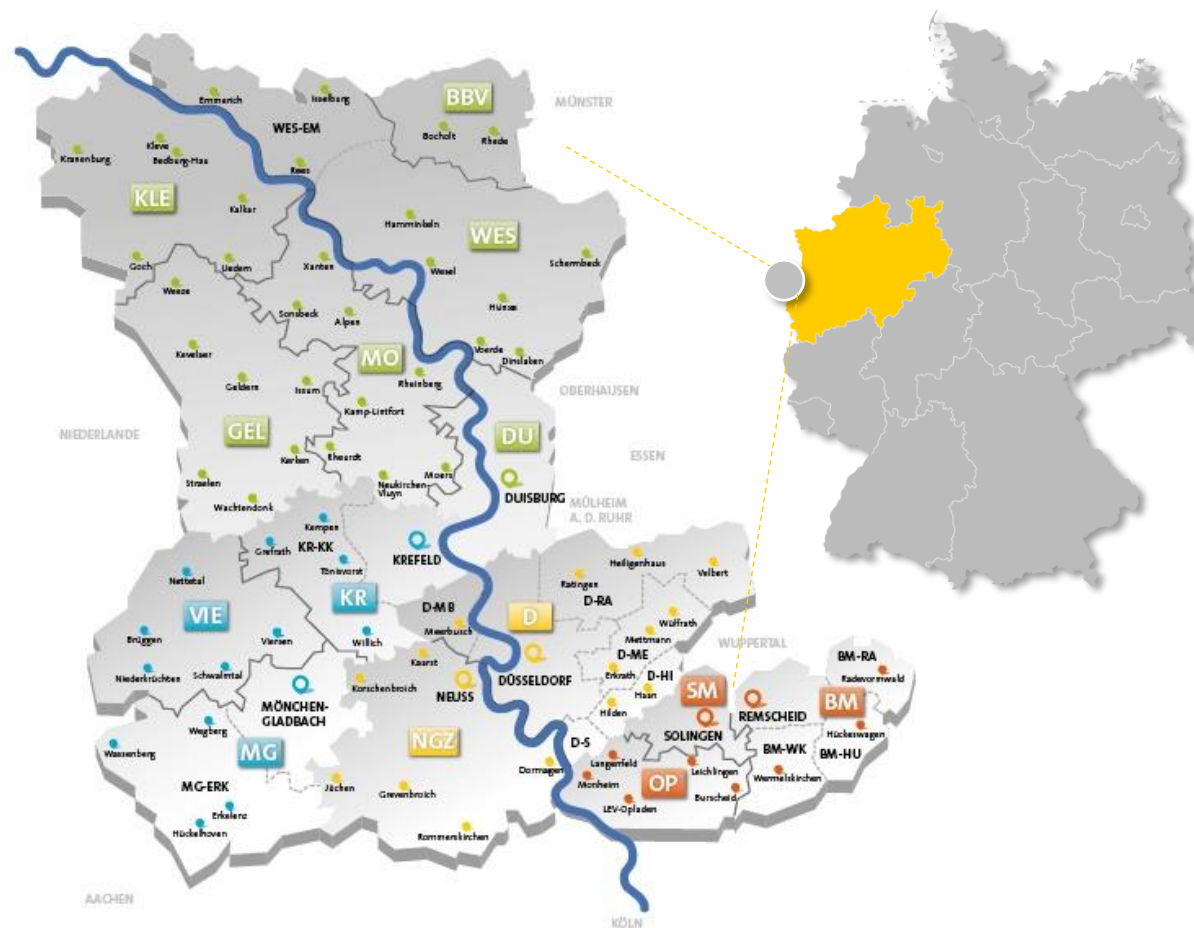 BBV
MÜNSTER
Isselburg
Emmerich
WES-EM
Bocholt
Rhede
Kleve
Kranenburg
Bedburg-Hau
Rees
KLE
Kalkar
Hamminkeln
WES
Goch
Uedem
Xanten
Wesel
Schermbeck
Weeze
Sonsbeck
Alpen
Hünxe
Voerde
Dinslaken
Kevelaer
MO
Geldern
Issum
Rheinberg
OBERHAUSEN
Kamp-Lintfort
NIEDERLANDE
GEL
DU
Kerken
Rheurdt
ESSEN
Straelen
Neukirchen-
Vluyn
Moers
DUISBURG
Wachtendonk
MÜLHEIM
A. D. RUHR
Kempen
Grefrath
KR-KK
KREFELD
Tönisvorst
Heiligenhaus
Velbert
Nettetal
Ratingen
D-RA
VIE
KR
D-MB
D
Wülfrath
Meerbusch
Mettmann
WUPPERTAL
Brüggen
Viersen
Willich
D-ME
BM-RA
Kaarst
Erkrath
D-HI
Niederkrüchten
Schwalmtal
Korschenbroich
NEUSS
DÜSSELDORF
Haan
SM
Radevormwald
MÖNCHEN-
GLADBACH
Hilden
REMSCHEID
BM
Wegberg
SOLINGEN
Hückeswagen
Wassenberg
MG
NGZ
D-S
BM-WK
BM-HU
Dormagen
Langenfeld
Leichlingen
MG-ERK
Jüchen
Grevenbroich
Monheim
OP
Wermelskirchen
LEV-Opladen
Burscheid
Erkelenz
Hückelhoven
Rommerskirchen
AACHEN
KÖLN